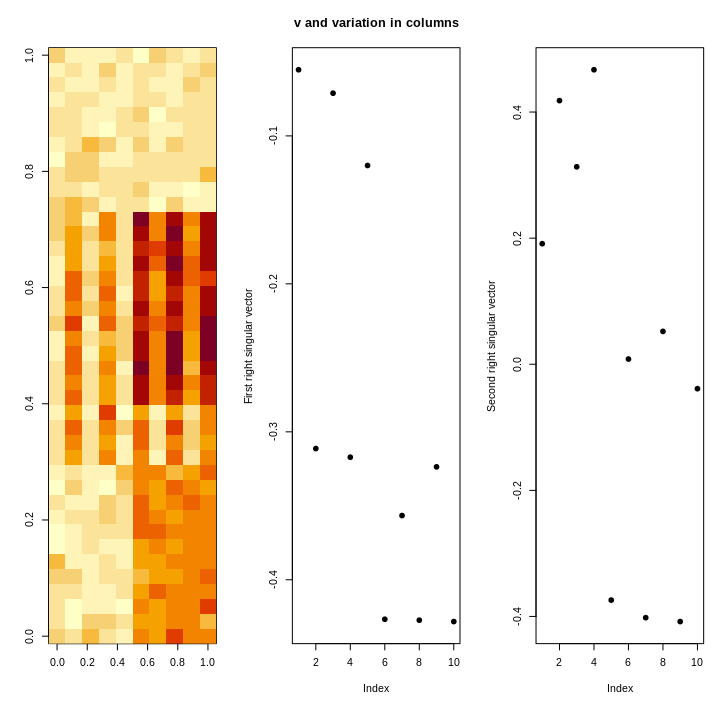 v and variation in columns
0.0 0.2 0.4 0.6 0.8 1.0
0.0 0.2 0.4 0.6 0.8 1.0
First right singular vector
-0.4 -0.3 -0.2 -0.1
2 4 6 8 10
Index
Second right singular vector
-0.4 -0.2 0.0 0.2 0.4
2 4 6 8 10
Index